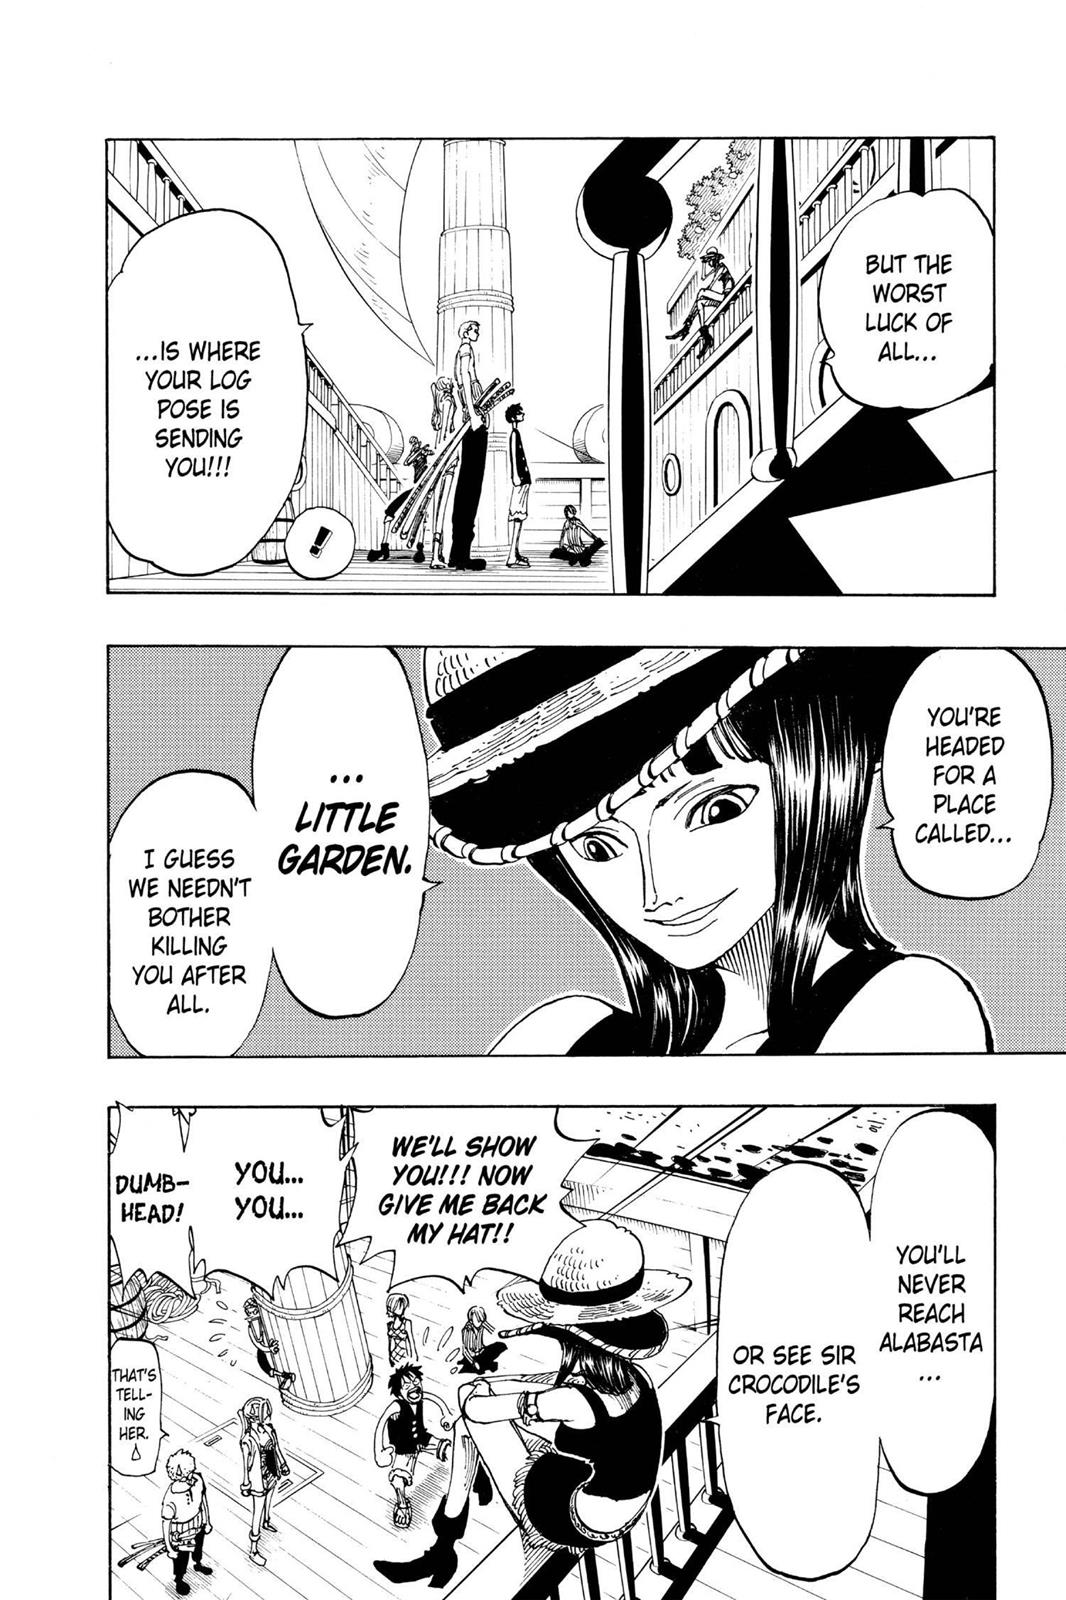 BUT THE
WORST
LUCK OF
ALL...
...IS WHERE
YOUR LOG
POSE IS
SENDING
YOU!!!
!
YOU'RE
HEADED
FOR A
PLACE
CALLED...
...
LITTLE
GARDEN.
I GUESS
WE NEEDN'T
BOTHER
KILLING
YOU AFTER
ALL.
YOU'LL
NEVER
REACH
ALABASTA
...
OR SEE SIR
CROCODILE'S
FACE.
WE'LL SHOW
YOU!!! NOW
GIVE ME BACK
MY HAT!!
YOU...
YOU...
DUMB-
HEAD!
THAT'S
TELL-
ING
HER.